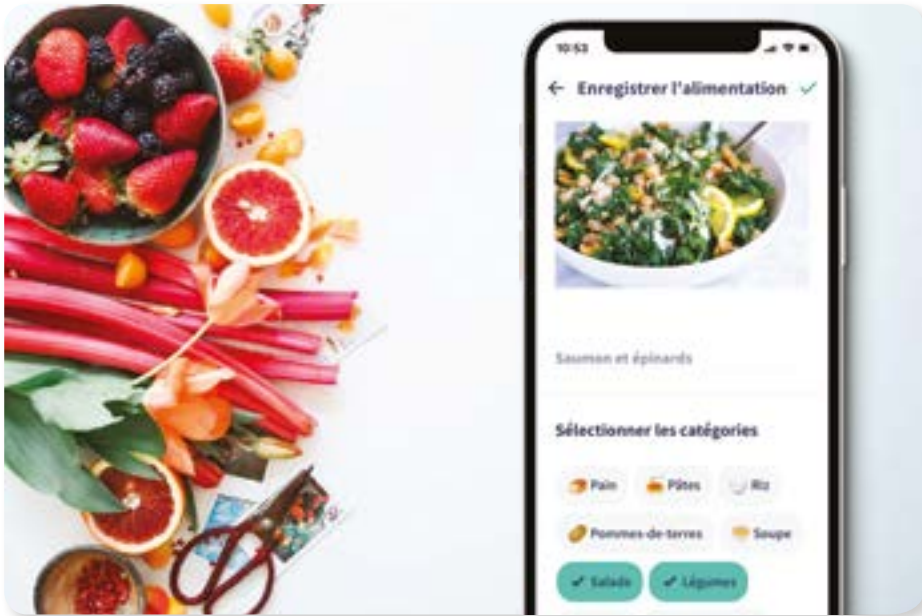 10:53
Enregistrer l'alimentation
Saumon et épinards
Sélectionner les catégories
Pain Pâtes Riz
Pommes-de-terres Soupe
Salade Légumes